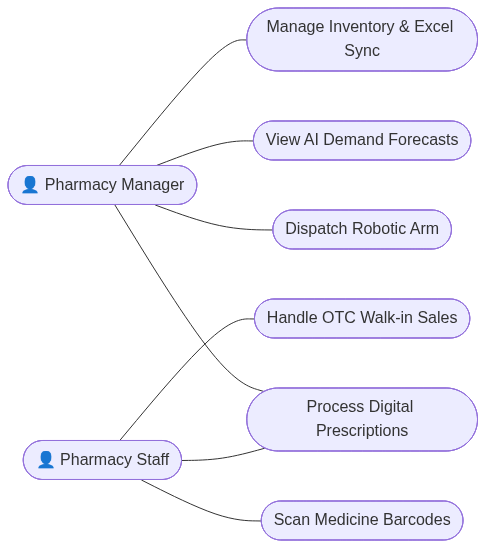 Manage Inventory & Excel
Sync
View AI Demand Forecasts
👤 Pharmacy Manager
Dispatch Robotic Arm
Handle OTC Walk-in Sales
Process Digital
Prescriptions
👤 Pharmacy Staff
Scan Medicine Barcodes